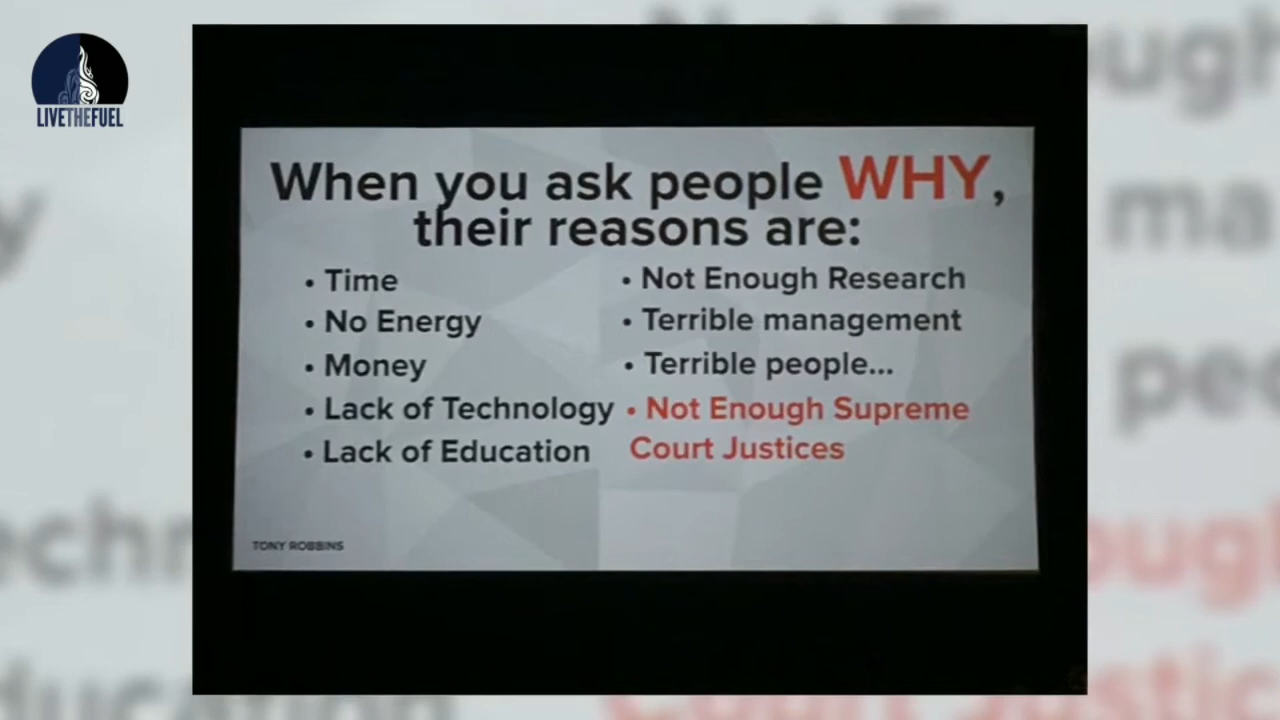 LIVETHEFUEL
When you ask people WHY,
their reasons are:
• Time
• No Energy
• Money
• Lack of Technology
• Lack of Education
• Not Enough Research
• Terrible management
• Terrible people...
• Not Enough Supreme
Court Justices
TONY ROBBINS